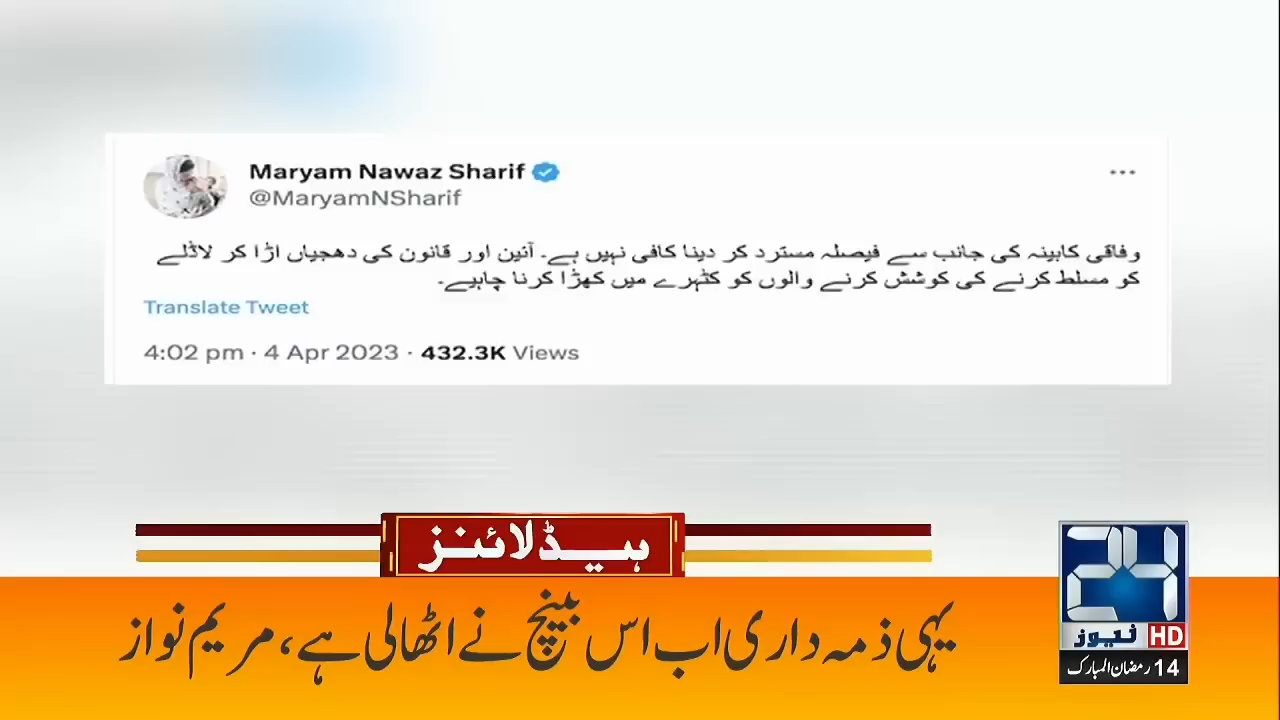 Maryam Nawaz Sharif
@MaryamNSharif
وفاقی کابینہ کی جانب سے فیصلہ مسترد کر دینا کافی نہیں ہے۔ آئین اور قانون کی دھجیاں اڑا کر لاڈلے
کو مسلط کرنے کی کوشش کرنے والوں کو کٹہرے میں کھڑا کرنا چاہیے۔
Translate Tweet
4:02 pm · 4 Apr 2023 · 432.3K Views
ہیڈلائنز
یہی ذمہ داری اب اس بینچ نے اٹھالی ہے، مریم نواز
24
نیوز HD
14 رمضان المبارک